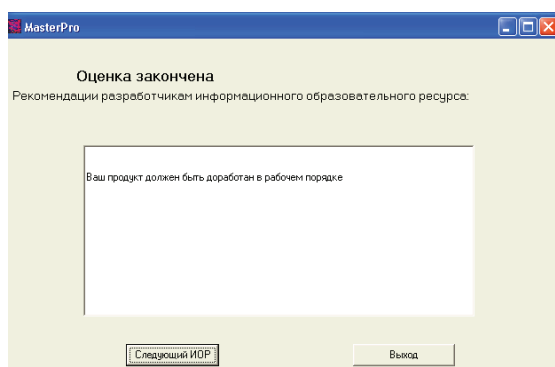 MasterPro
Оценка закончена
Рекомендации разработчикам информационного образовательного ресурса:
Ваш продукт должен быть доработан в рабочем порядке
Следующий ИОР
Выход